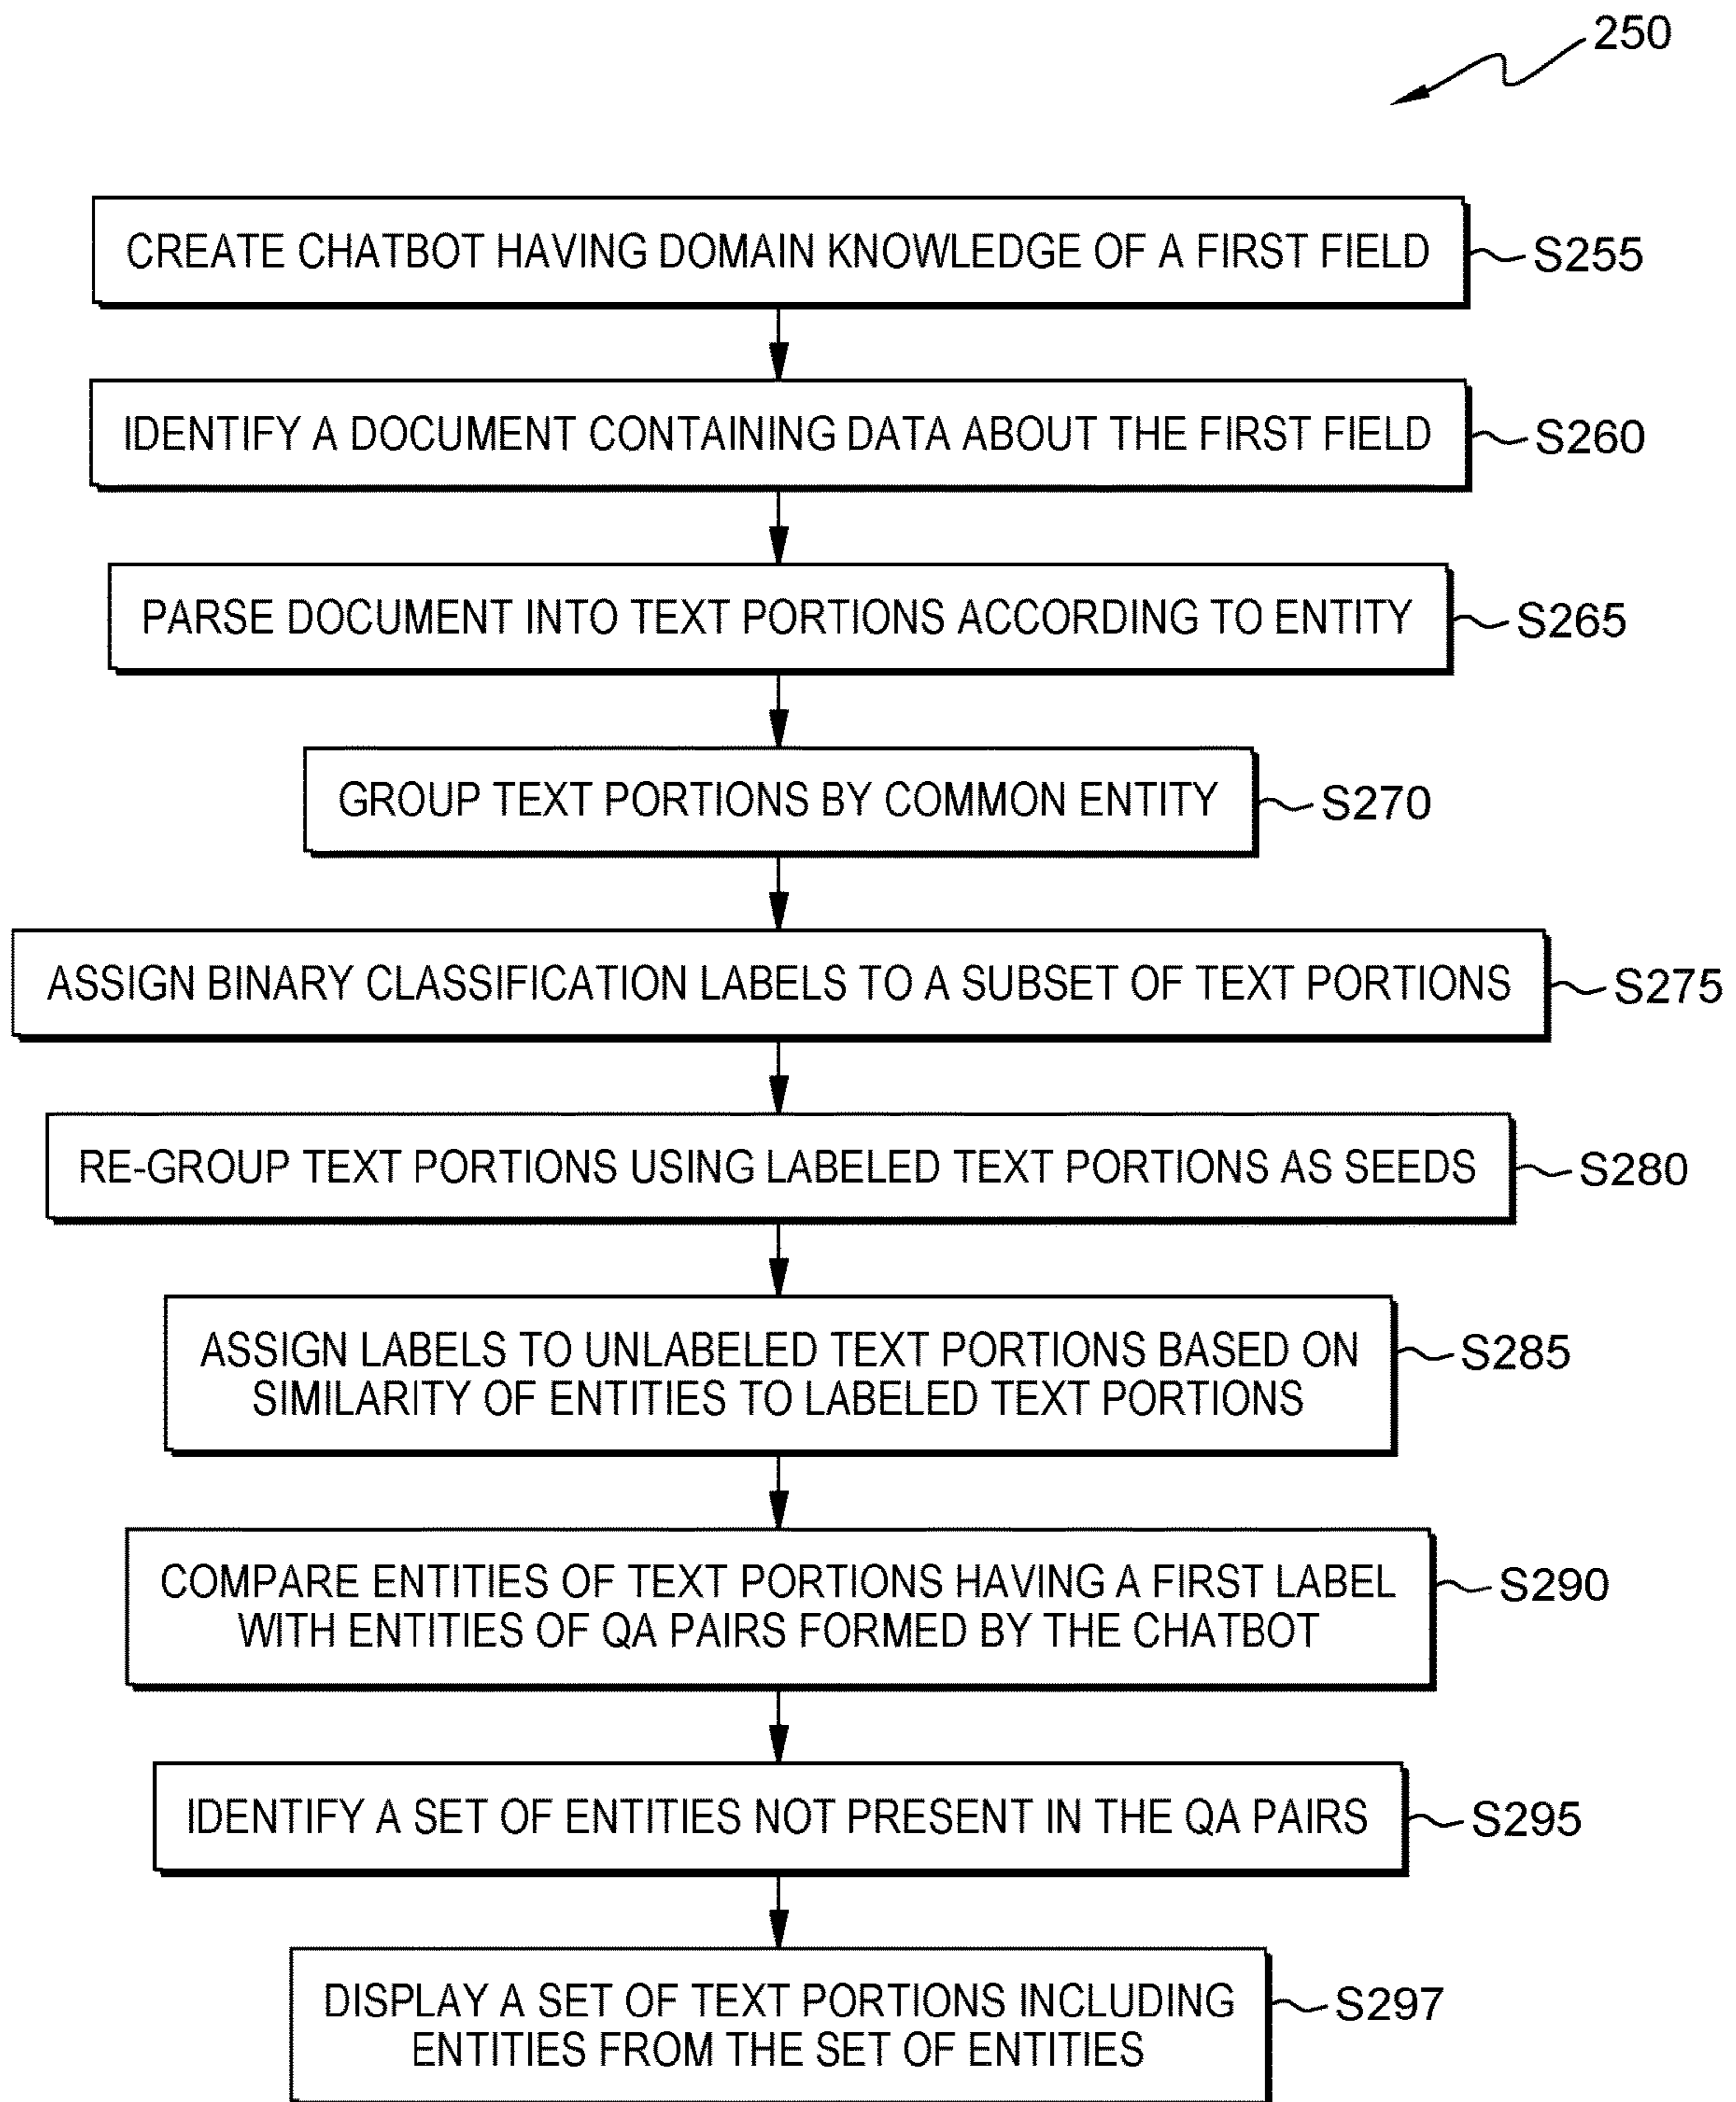 250
CREATE CHATBOT HAVING DOMAIN KNOWLEDGE OF A FIRST FIELD
S255
IDENTIFY A DOCUMENT CONTAINING DATA ABOUT THE FIRST FIELD
S260
PARSE DOCUMENT INTO TEXT PORTIONS ACCORDING TO ENTITY
S265
GROUP TEXT PORTIONS BY COMMON ENTITY
S270
ASSIGN BINARY CLASSIFICATION LABELS TO A SUBSET OF TEXT PORTIONS
S275
RE-GROUP TEXT PORTIONS USING LABELED TEXT PORTIONS AS SEEDS
S280
ASSIGN LABELS TO UNLABELED TEXT PORTIONS BASED ON
SIMILARITY OF ENTITIES TO LABELED TEXT PORTIONS
S285
COMPARE ENTITIES OF TEXT PORTIONS HAVING A FIRST LABEL
WITH ENTITIES OF QA PAIRS FORMED BY THE CHATBOT
S290
IDENTIFY A SET OF ENTITIES NOT PRESENT IN THE QA PAIRS
S295
DISPLAY A SET OF TEXT PORTIONS INCLUDING
ENTITIES FROM THE SET OF ENTITIES
S297